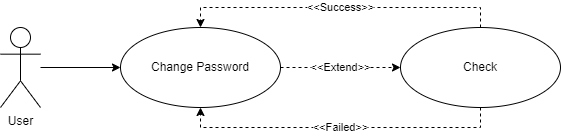 <<Success>>
Change Password
<<Extend>>
Check
User
<<Failed>>